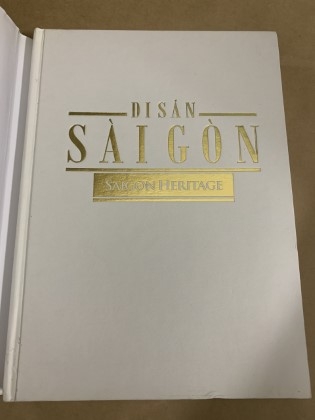 DI SẢN
SÀI GÒN
SAIGON HERITAGE